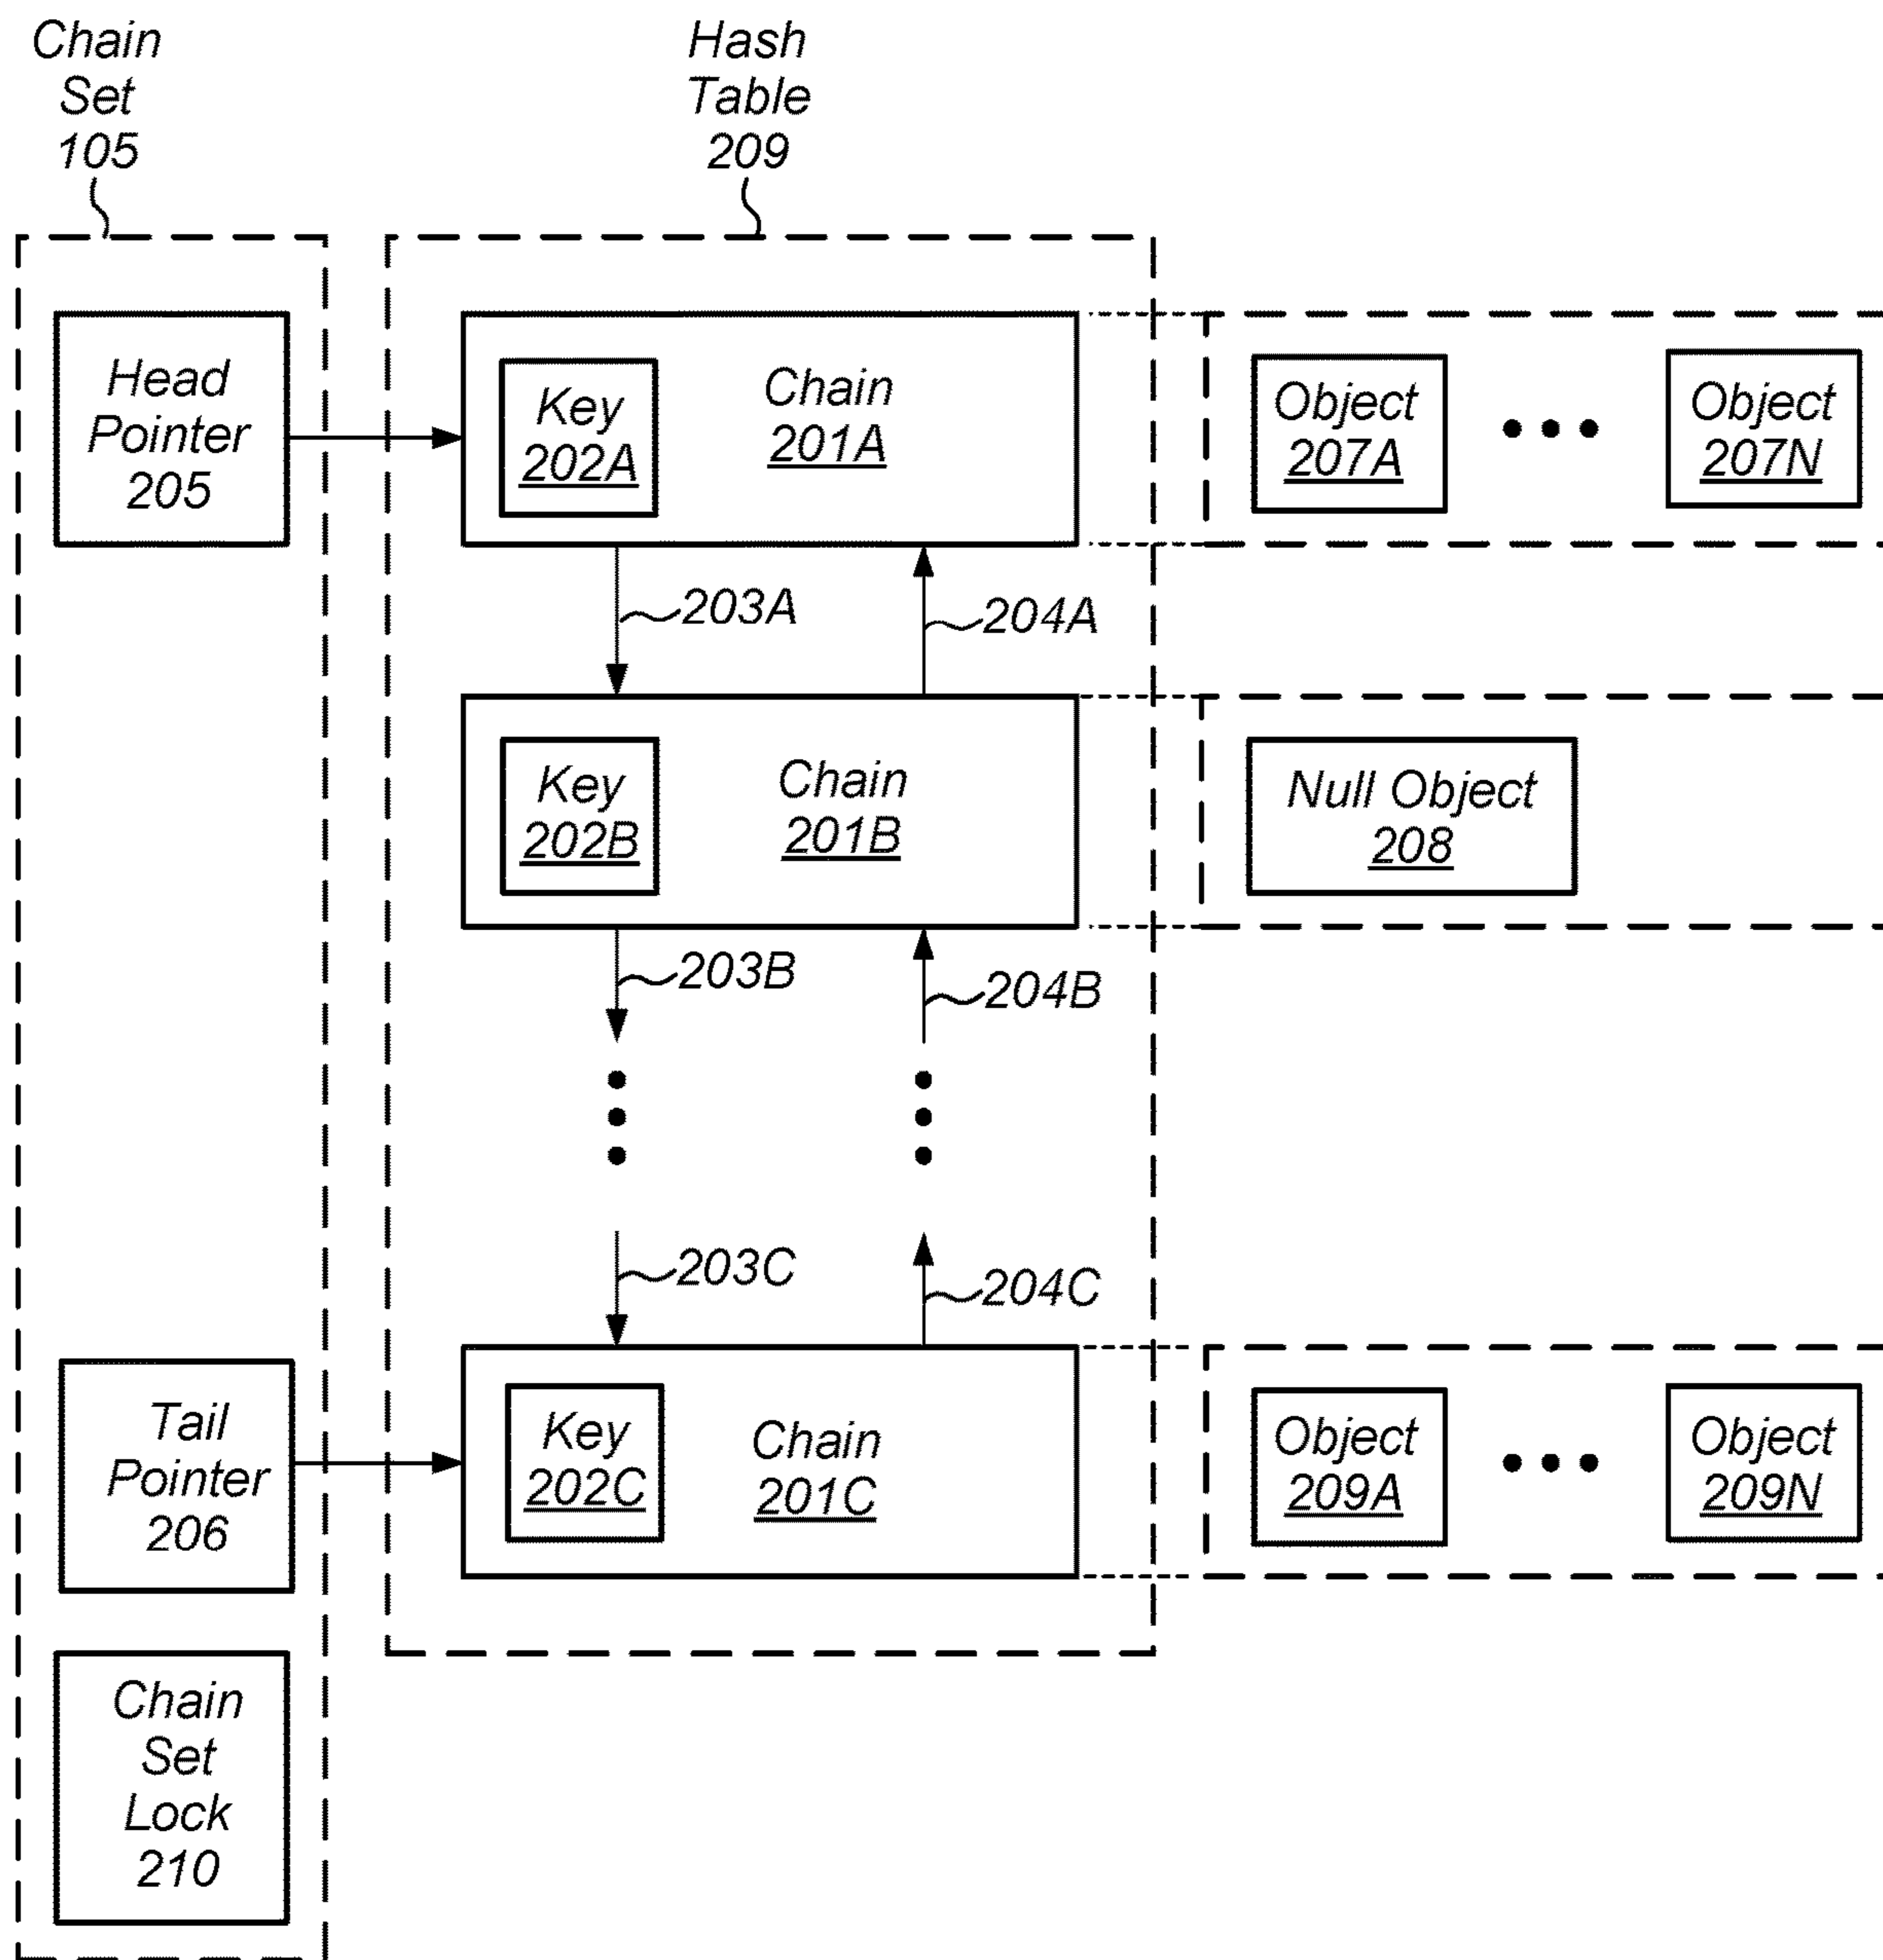 Chain
Set
105
Hash
Table
209
Head
Pointer
205
Key
202A
Chain
201A
Object
207A
Object
207N
203A
204A
Key
202B
Chain
201B
Null Object
208
203B
204B
203C
204C
Tail
Pointer
206
Key
202C
Chain
201C
Object
209A
Object
209N
Chain
Set
Lock
210